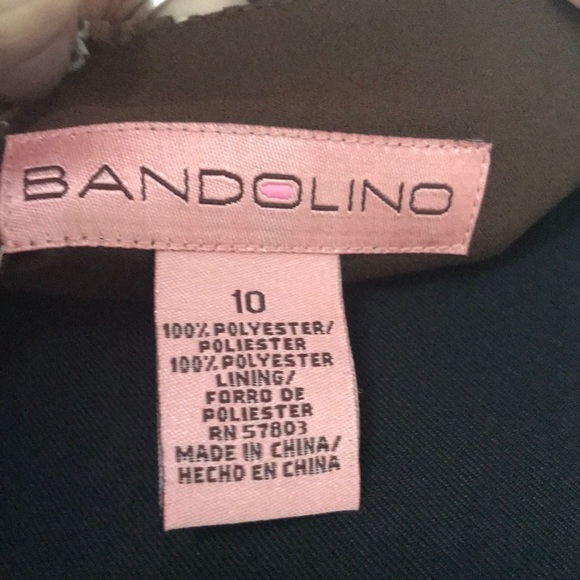 BANDOLINO
10
100% POLYESTER/
POLIESTER
100% POLYESTER
LINING/
FORRO DE
POLIESTER
RN 57803
MADE IN CHINA/
HECHO EN CHINA